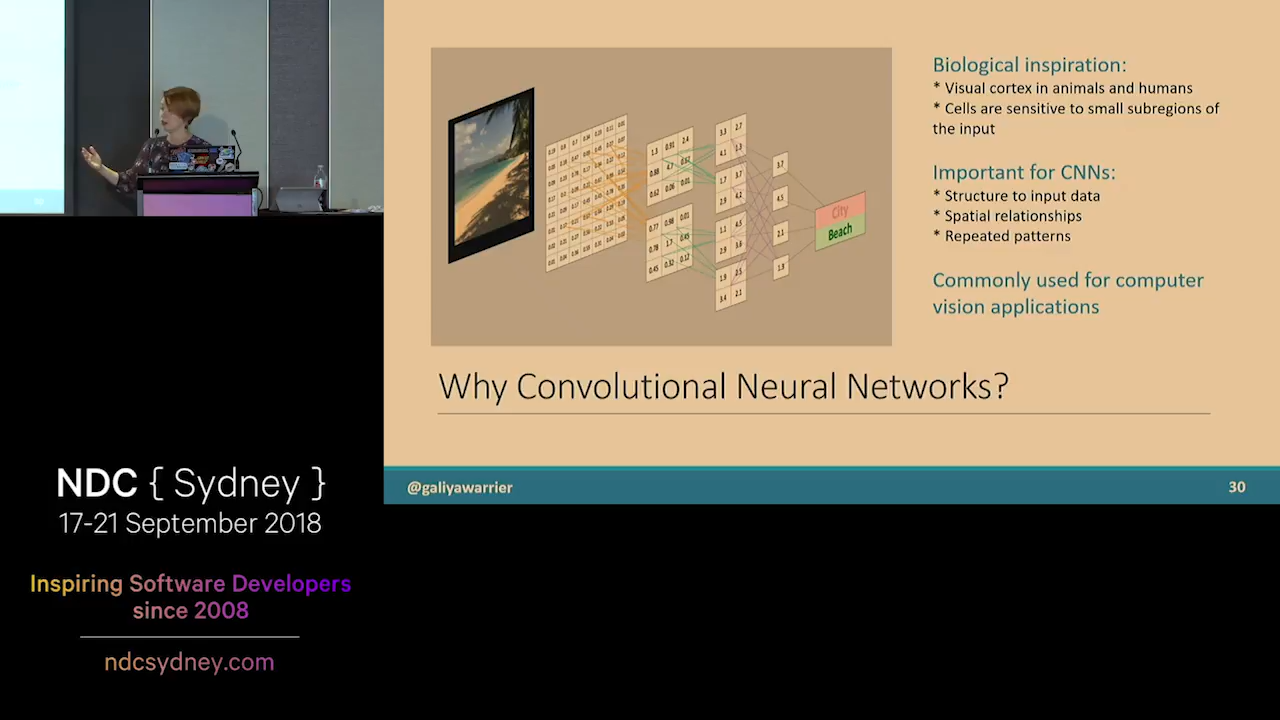 Biological inspiration:
* Visual cortex in animals and humans
* Cells are sensitive to small subregions of
the input
Important for CNNs:
* Structure to input data
* Spatial relationships
* Repeated patterns
Commonly used for computer
vision applications
City
Beach
Why Convolutional Neural Networks?
@galiyawarrier
30
NDC { Sydney }
17-21 September 2018
Inspiring Software Developers
since 2008
ndcsydney.com